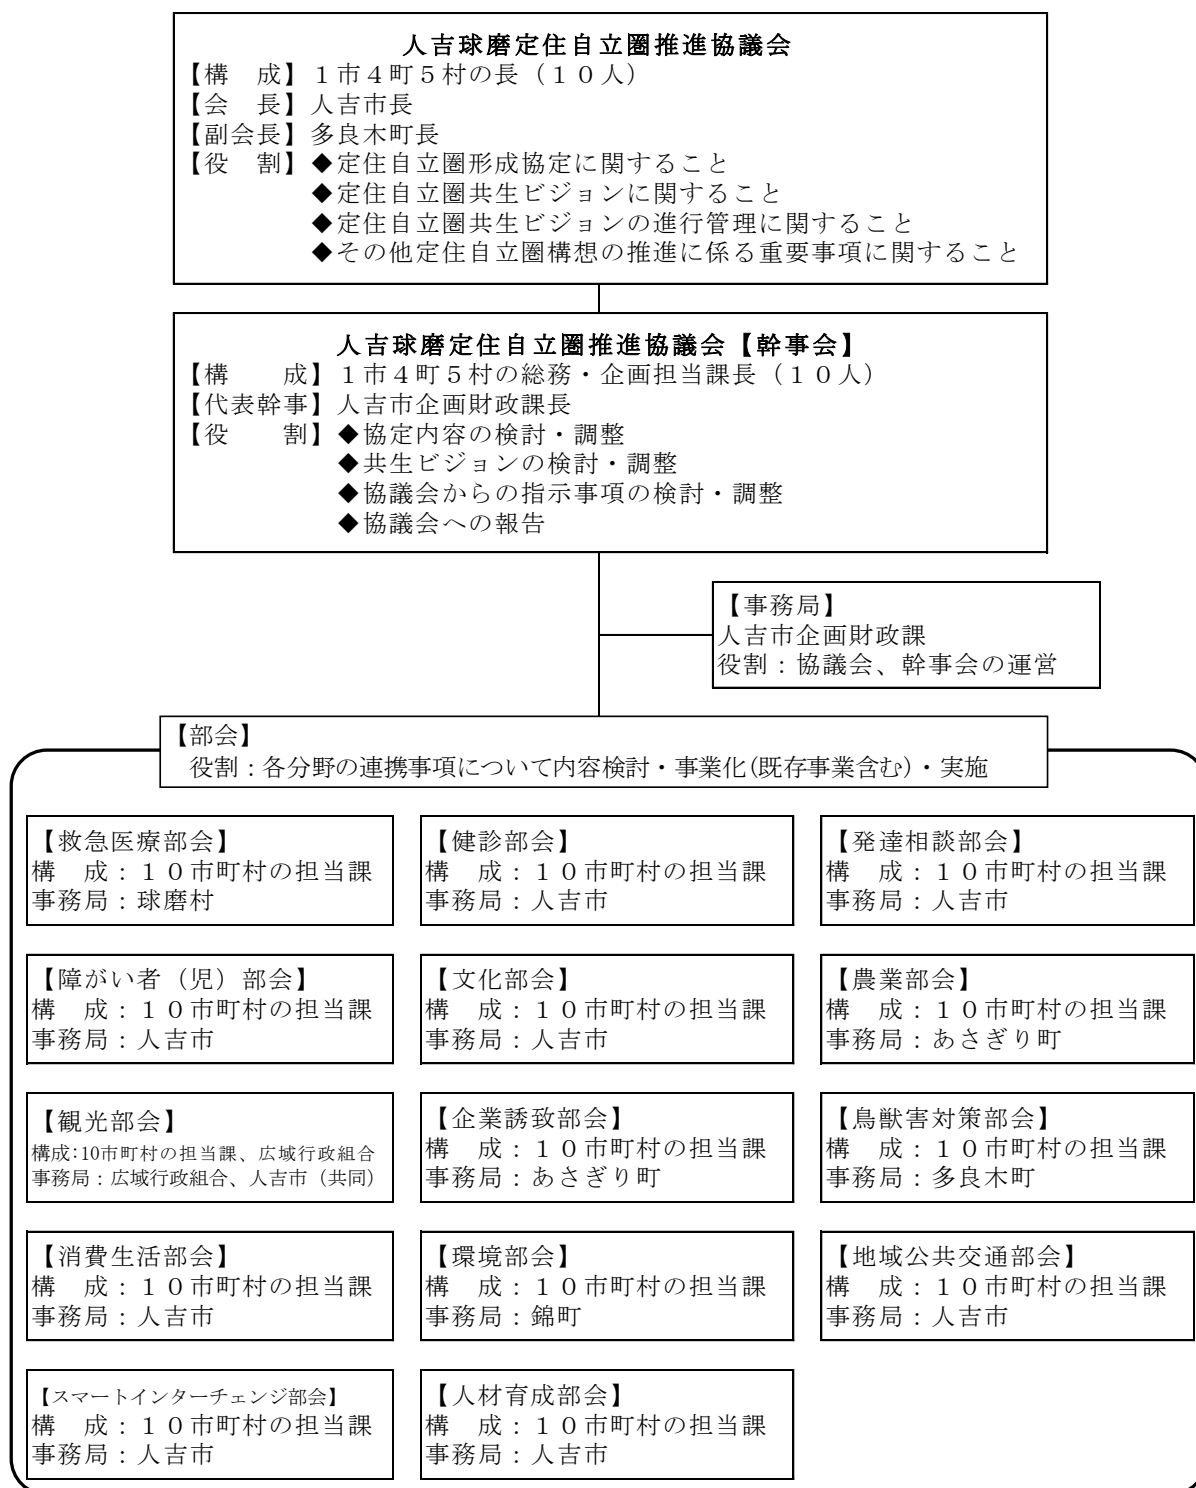 人吉球磨定住自立圏推進協議会
【構　成】１市４町５村の長（１０人）
【会　長】人吉市長
【副会長】多良木町長
【役　割】◆定住自立圏形成協定に関すること
◆定住自立圏共生ビジョンに関すること
◆定住自立圏共生ビジョンの進行管理に関すること
◆その他定住自立圏構想の推進に係る重要事項に関すること
人吉球磨定住自立圏推進協議会【幹事会】
【構　　成】１市４町５村の総務・企画担当課長（１０人）
【代表幹事】人吉市企画財政課長
【役　　割】◆協定内容の検討・調整
◆共生ビジョンの検討・調整
◆協議会からの指示事項の検討・調整
◆協議会への報告
【事務局】
人吉市企画財政課
役割：協議会、幹事会の運営
【部会】
役割：各分野の連携事項について内容検討・事業化(既存事業含む)・実施
【救急医療部会】
構　成：１０市町村の担当課
事務局：球磨村
【健診部会】
構　成：１０市町村の担当課
事務局：人吉市
【発達相談部会】
構　成：１０市町村の担当課
事務局：人吉市
【障がい者（児）部会】
構　成：１０市町村の担当課
事務局：人吉市
【文化部会】
構　成：１０市町村の担当課
事務局：人吉市
【農業部会】
構　成：１０市町村の担当課
事務局：あさぎり町
【観光部会】
構成：10市町村の担当課、広域行政組合
事務局：広域行政組合、人吉市（共同）
【企業誘致部会】
構　成：１０市町村の担当課
事務局：あさぎり町
【鳥獣害対策部会】
構　成：１０市町村の担当課
事務局：多良木町
【消費生活部会】
構　成：１０市町村の担当課
事務局：人吉市
【環境部会】
構　成：１０市町村の担当課
事務局：錦町
【地域公共交通部会】
構　成：１０市町村の担当課
事務局：人吉市
【スマートインターチェンジ部会】
構　成：１０市町村の担当課
事務局：人吉市
【人材育成部会】
構　成：１０市町村の担当課
事務局：人吉市